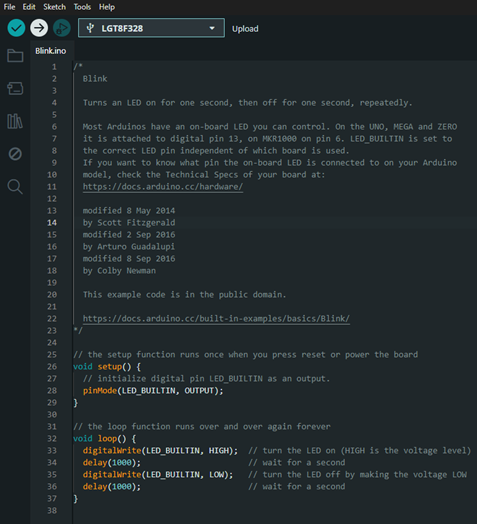 File Edit Sketch Tools Help
LGT8F328 Upload
Blink.ino
1 /*
2 Blink
3
4 Turns an LED on for one second, then off for one second, repeatedly.
5
6 Most Arduinos have an on-board LED you can control. On the UNO, MEGA and ZERO
7 it is attached to digital pin 13, on MKR1000 on pin 6. LED_BUILTIN is set to
8 the correct LED pin independent of which board is used.
9 If you want to know what pin the on-board LED is connected to on your Arduino
10 model, check the Technical Specs of your board at:
11 https://docs.arduino.cc/hardware/
12
13 modified 8 May 2014
14 by Scott Fitzgerald
15 modified 2 Sep 2016
16 by Arturo Guadalupi
17 modified 8 Sep 2016
18 by Colby Newman
19
20 This example code is in the public domain.
21
22 https://docs.arduino.cc/built-in-examples/basics/Blink/
23 */
24
25 // the setup function runs once when you press reset or power the board
26 void setup() {
27 // initialize digital pin LED_BUILTIN as an output.
28 pinMode(LED_BUILTIN, OUTPUT);
29 }
30
31 // the loop function runs over and over again forever
32 void loop() {
33 digitalWrite(LED_BUILTIN, HIGH); // turn the LED on (HIGH is the voltage level)
34 delay(1000); // wait for a second
35 digitalWrite(LED_BUILTIN, LOW); // turn the LED off by making the voltage LOW
36 delay(1000); // wait for a second
37 }
38